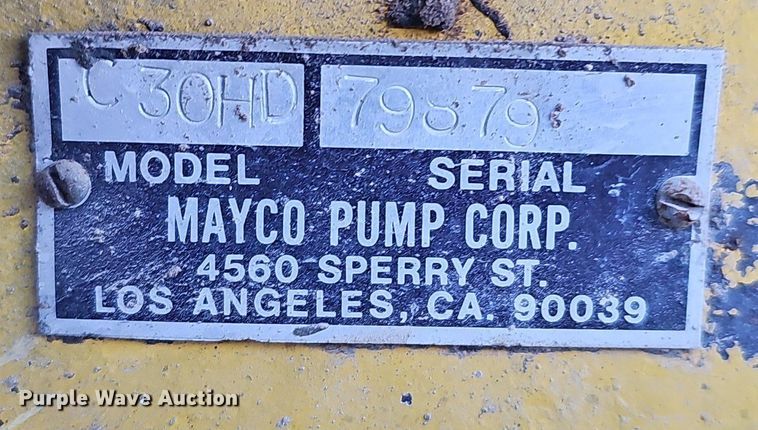 C30HD 79879
MODEL SERIAL
MAYCO PUMP CORP.
4560 SPERRY ST.
LOS ANGELES, CA. 90039
Purple Wave Auction